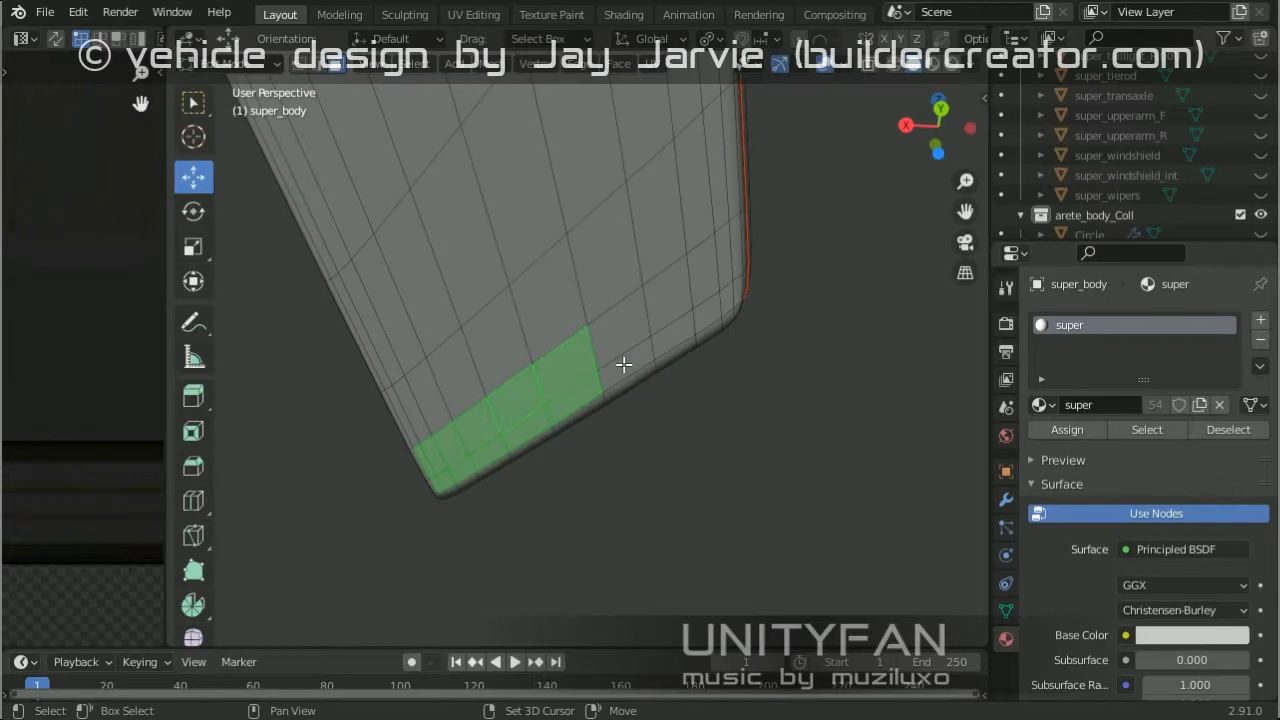 File Edit Render Window Help Layout Modeling Sculpting UV Editing Texture Paint Shading Animation Rendering Compositing Scene View Layer
Orientation: Default Drag: Select Box Global X Y Z
© vehicle design by Jay Jarvie (buildercreator.com)
User Perspective
(1) super_body
super_tierod
super_transaxle
super_upperarm_F
super_upperarm_R
super_windshield
super_windshield_int
super_wipers
arete_body_Coll
Circle
super_body super
super
super 54
Assign Select Deselect
Preview
Surface
Use Nodes
Surface Principled BSDF
GGX
Christensen-Burley
Base Color
Subsurface 0.000
Subsurface Ra... 1.000
UNITYFAN
music by muziluxo
Playback Keying View Marker 1 Start 1 End 250
1 20 40 60 80 100 120 140 160 180 200 220 240
Select Box Select Pan View Set 3D Cursor Move 2.91.0